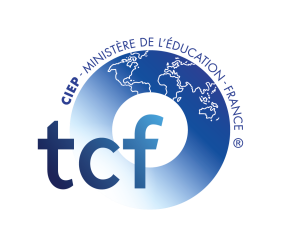 CIEP - MINISTÈRE DE L'ÉDUCATION - FRANCE ®
tcf